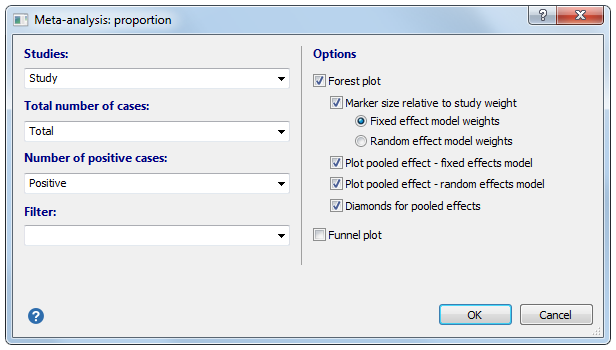 Meta-analysis: proportion
?
Studies:
Study
Total number of cases:
Total
Number of positive cases:
Positive
Filter:
Options
Forest plot
Marker size relative to study weight
Fixed effect model weights
Random effect model weights
Plot pooled effect - fixed effects model
Plot pooled effect - random effects model
Diamonds for pooled effects
Funnel plot
?
OK
Cancel